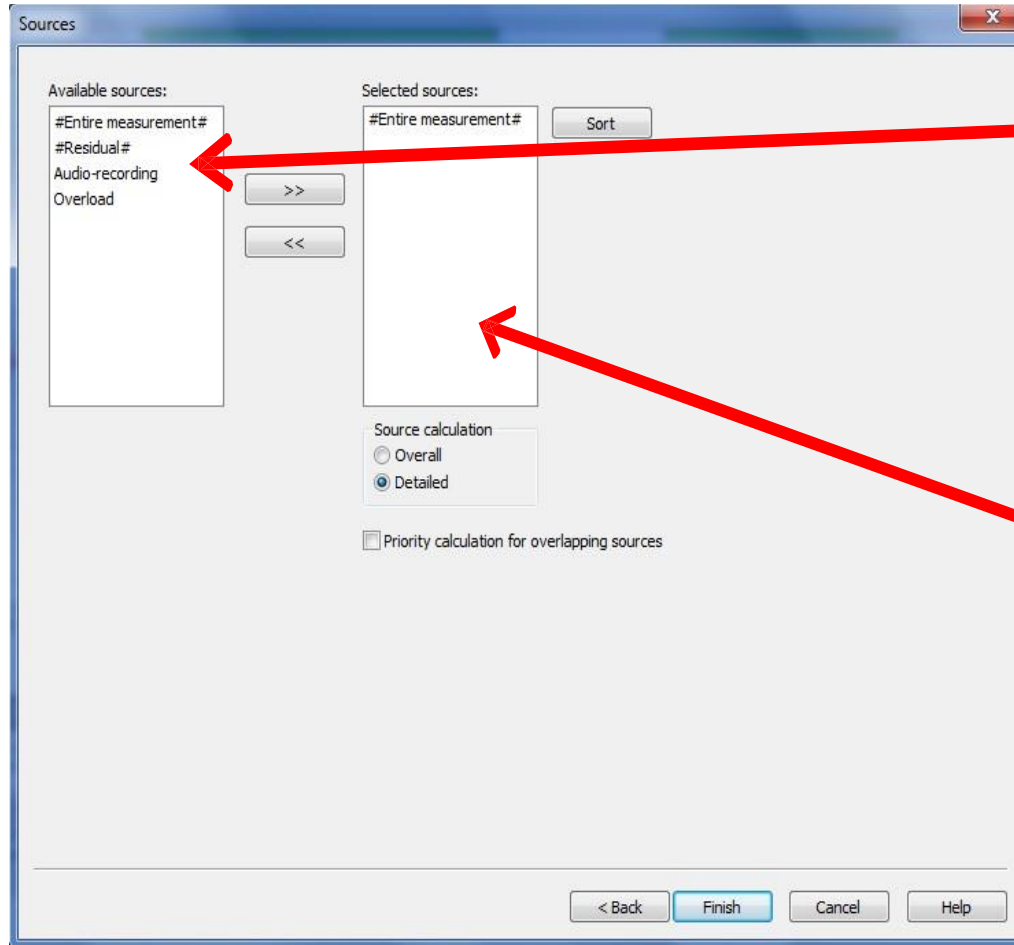 Sources
X
Available sources:
#Entire measurement#
#Residual#
Audio-recording
Overload
>>
<<
Selected sources:
#Entire measurement#
Sort
Source calculation
Overall
Detailed
Priority calculation for overlapping sources
< Back
Finish
Cancel
Help